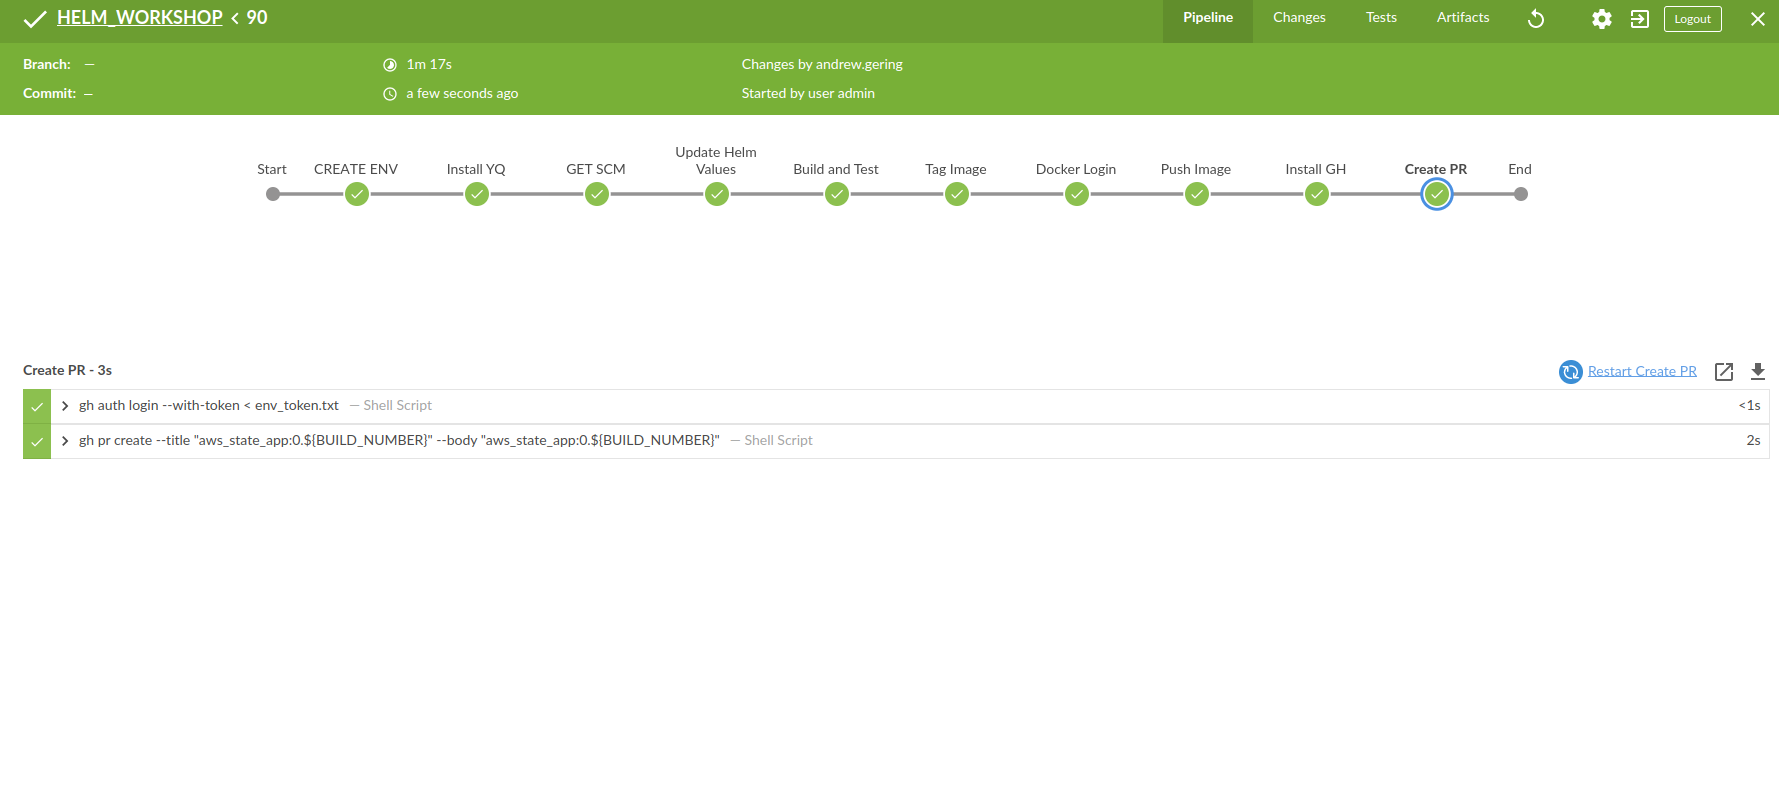 HELM_WORKSHOP < 90
Pipeline
Changes
Tests
Artifacts
Logout
Branch: —
1m 17s
Changes by andrew.gering
Commit: —
a few seconds ago
Started by user admin
Start
CREATE ENV
Install YQ
GET SCM
Update Helm
Values
Build and Test
Tag Image
Docker Login
Push Image
Install GH
Create PR
End
Create PR - 3s
Restart Create PR
gh auth login --with-token < env_token.txt — Shell Script
<1s
gh pr create --title "aws_state_app:0.${BUILD_NUMBER}" --body "aws_state_app:0.${BUILD_NUMBER}" — Shell Script
2s